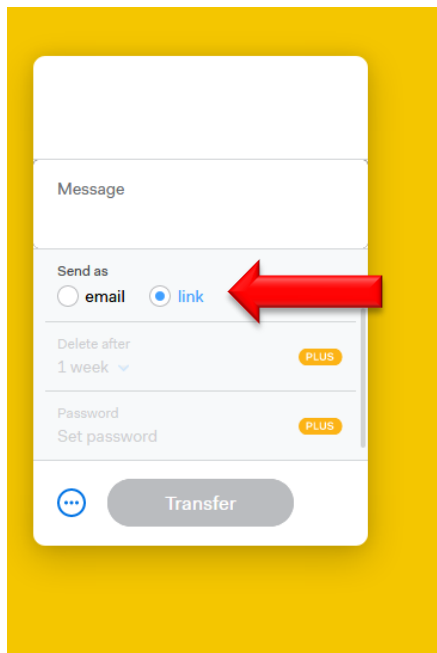 Message
Send as
email link
Delete after
1 week
PLUS
Password
Set password
PLUS
Transfer